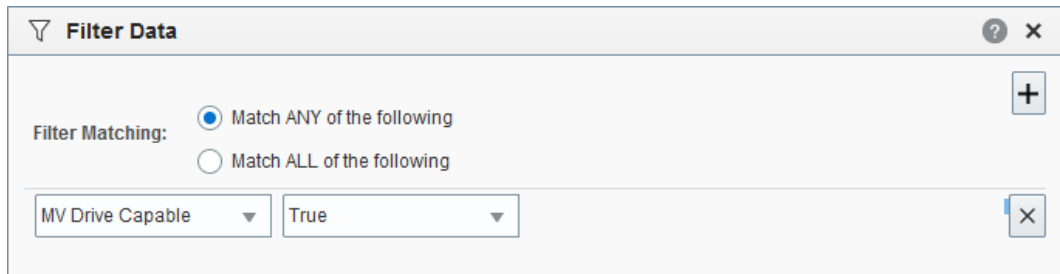 Filter Data
Match ANY of the following
Filter Matching:
Match ALL of the following
MV Drive Capable True